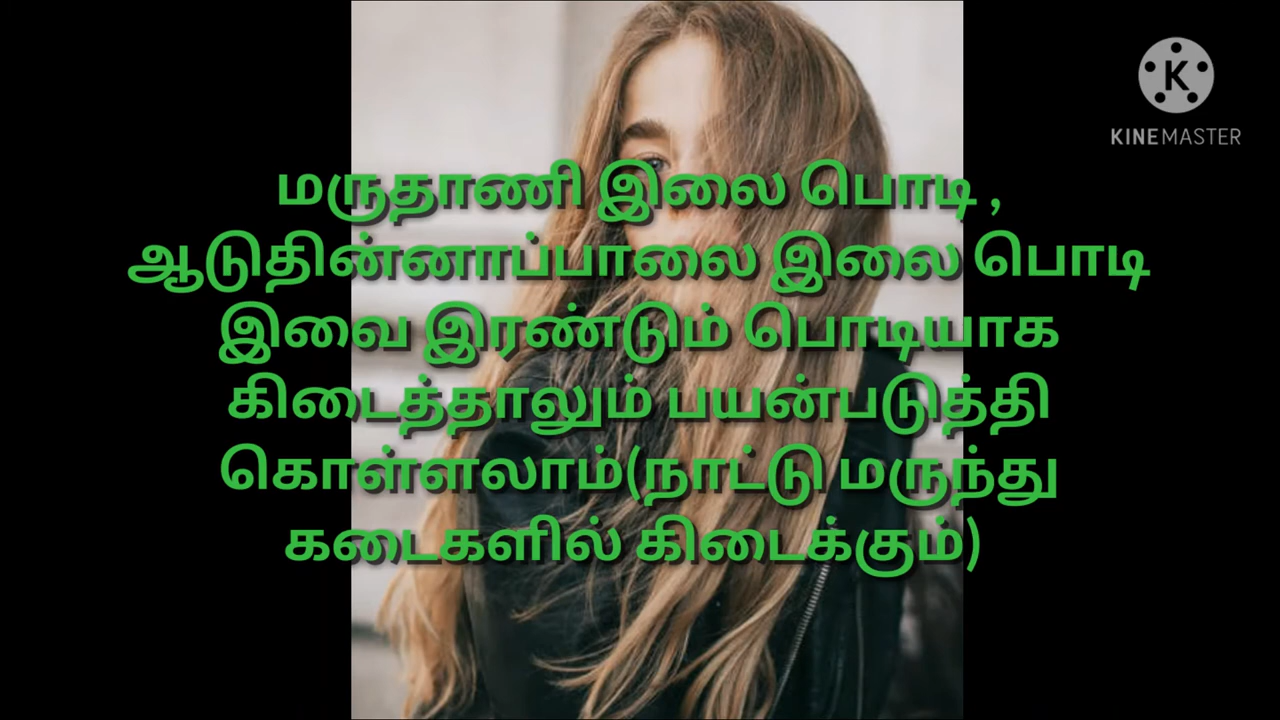 மருதாணி இலை பொடி ,
ஆடுதின்னாப்பாலை இலை பொடி
இவை இரண்டும் பொடியாக
கிடைத்தாலும் பயன்படுத்தி
கொள்ளலாம்(நாட்டு மருந்து
கடைகளில் கிடைக்கும்)
K
KINEMASTER